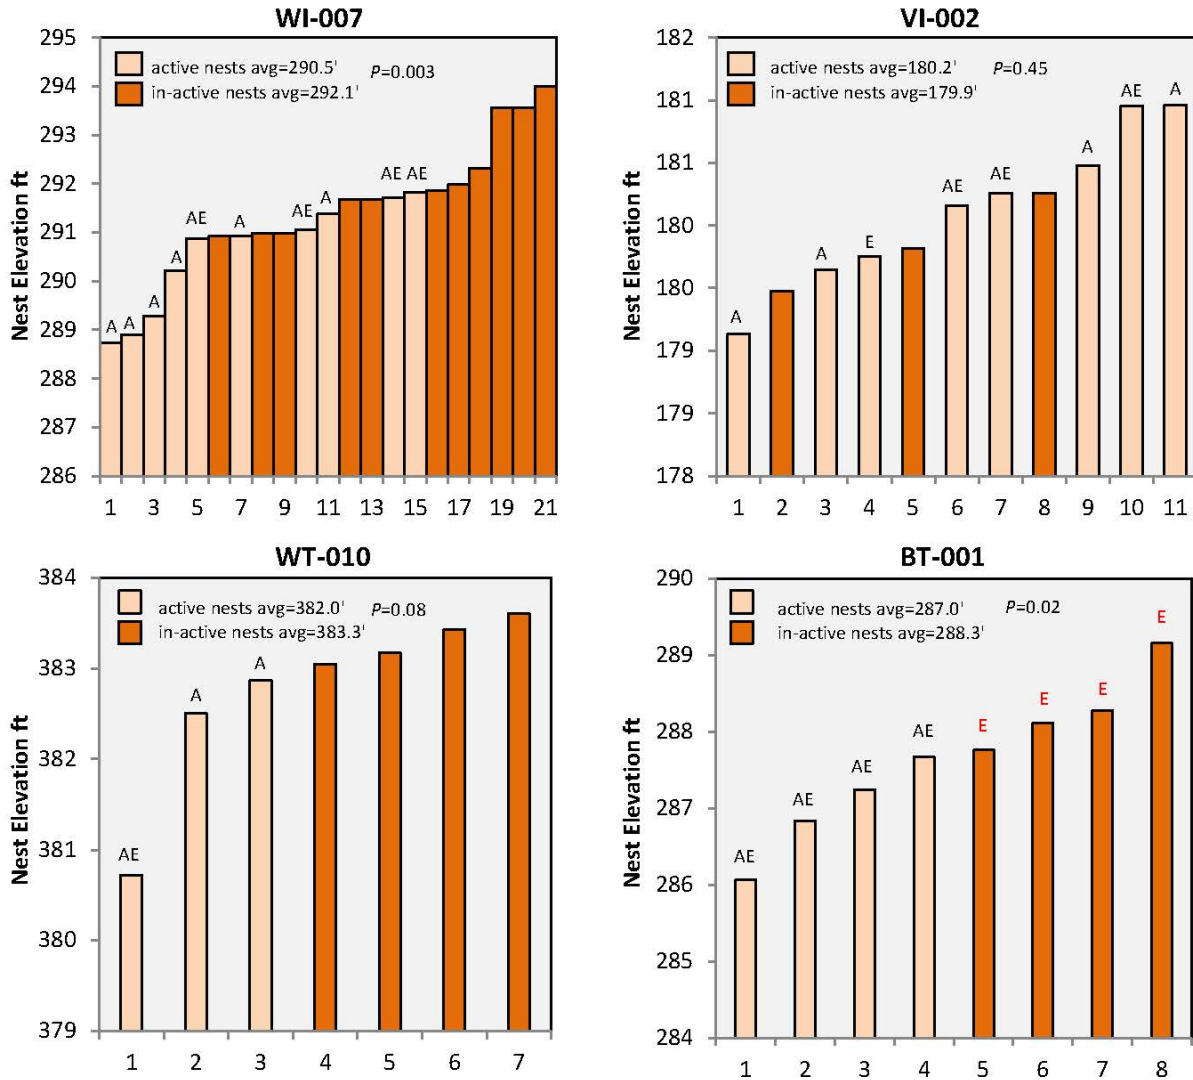 WI-007
295
294
293
292
291
290
289
288
287
286
Nest Elevation ft
active nests avg=290.5'
P=0.003
in-active nests avg=292.1'
A
A
A
A
AE
A
AE
A
AE
AE
1
3
5
7
9
11
13
15
17
19
21
VI-002
182
181
181
180
180
179
179
178
Nest Elevation ft
active nests avg=180.2'
P=0.45
in-active nests avg=179.9'
A
A
E
AE
AE
A
AE
A
1
2
3
4
5
6
7
8
9
10
11
WT-010
384
383
382
381
380
379
Nest Elevation ft
active nests avg=382.0'
P=0.08
in-active nests avg=383.3'
AE
A
A
1
2
3
4
5
6
7
BT-001
290
289
288
287
286
285
284
Nest Elevation ft
active nests avg=287.0'
P=0.02
in-active nests avg=288.3'
AE
AE
AE
AE
E
E
E
E
1
2
3
4
5
6
7
8